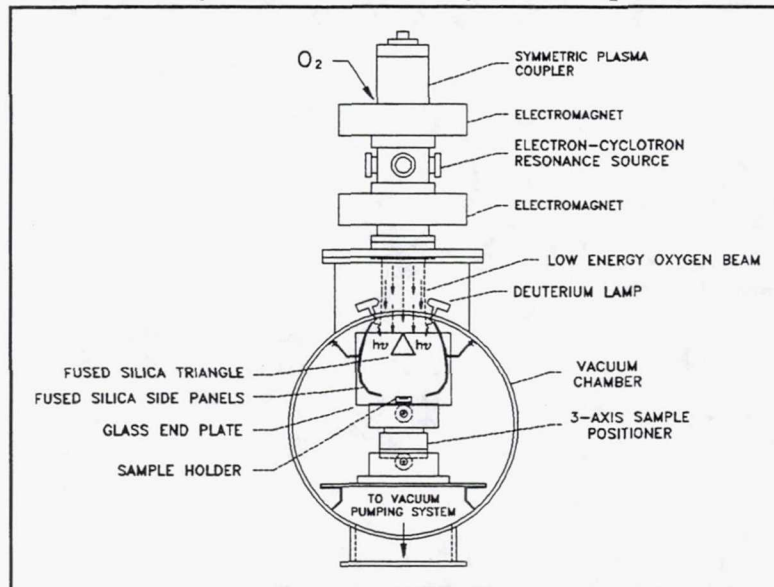 O2
SYMMETRIC PLASMA
COUPLER
ELECTROMAGNET
ELECTRON-CYCLOTRON
RESONANCE SOURCE
ELECTROMAGNET
LOW ENERGY OXYGEN BEAM
DEUTERIUM LAMP
hν
hν
FUSED SILICA TRIANGLE
FUSED SILICA SIDE PANELS
GLASS END PLATE
SAMPLE HOLDER
VACUUM
CHAMBER
3-AXIS SAMPLE
POSITIONER
TO VACUUM
PUMPING SYSTEM